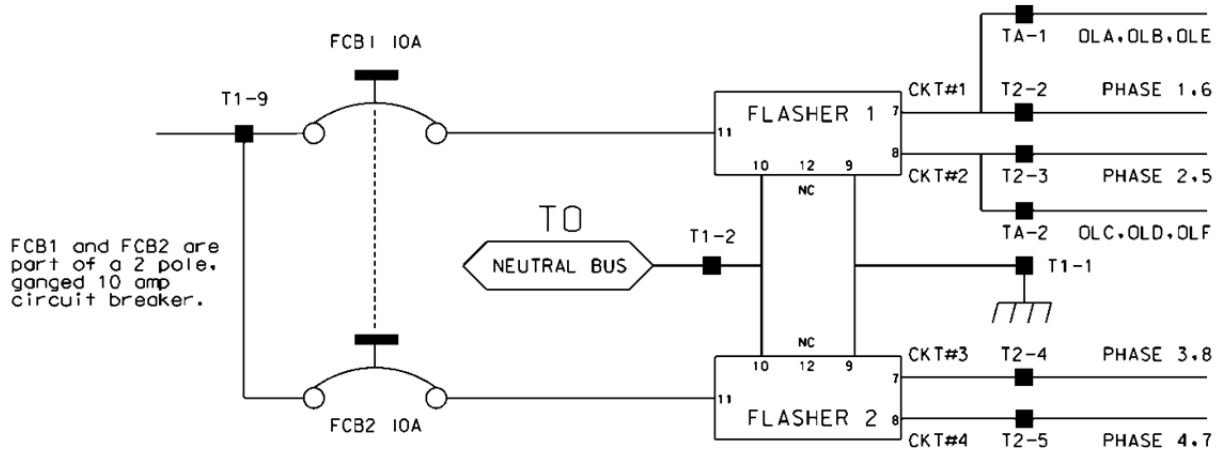 FCB1 10A
T1-9
TA-1 OLA.OLB.OLE
CKT#1 T2-2 PHASE 1.6
FLASHER 1
11
7
8
10 12 9
NC
CKT#2 T2-3 PHASE 2.5
TA-2 OLC.OLD.OLF
TO
NEUTRAL BUS
T1-2
T1-1
FCB1 and FCB2 are
part of a 2 pole.
ganged 10 amp
circuit breaker.
NC
10 12 9
CKT#3 T2-4 PHASE 3.8
11
7
FLASHER 2
8
FCB2 10A
CKT#4 T2-5 PHASE 4.7